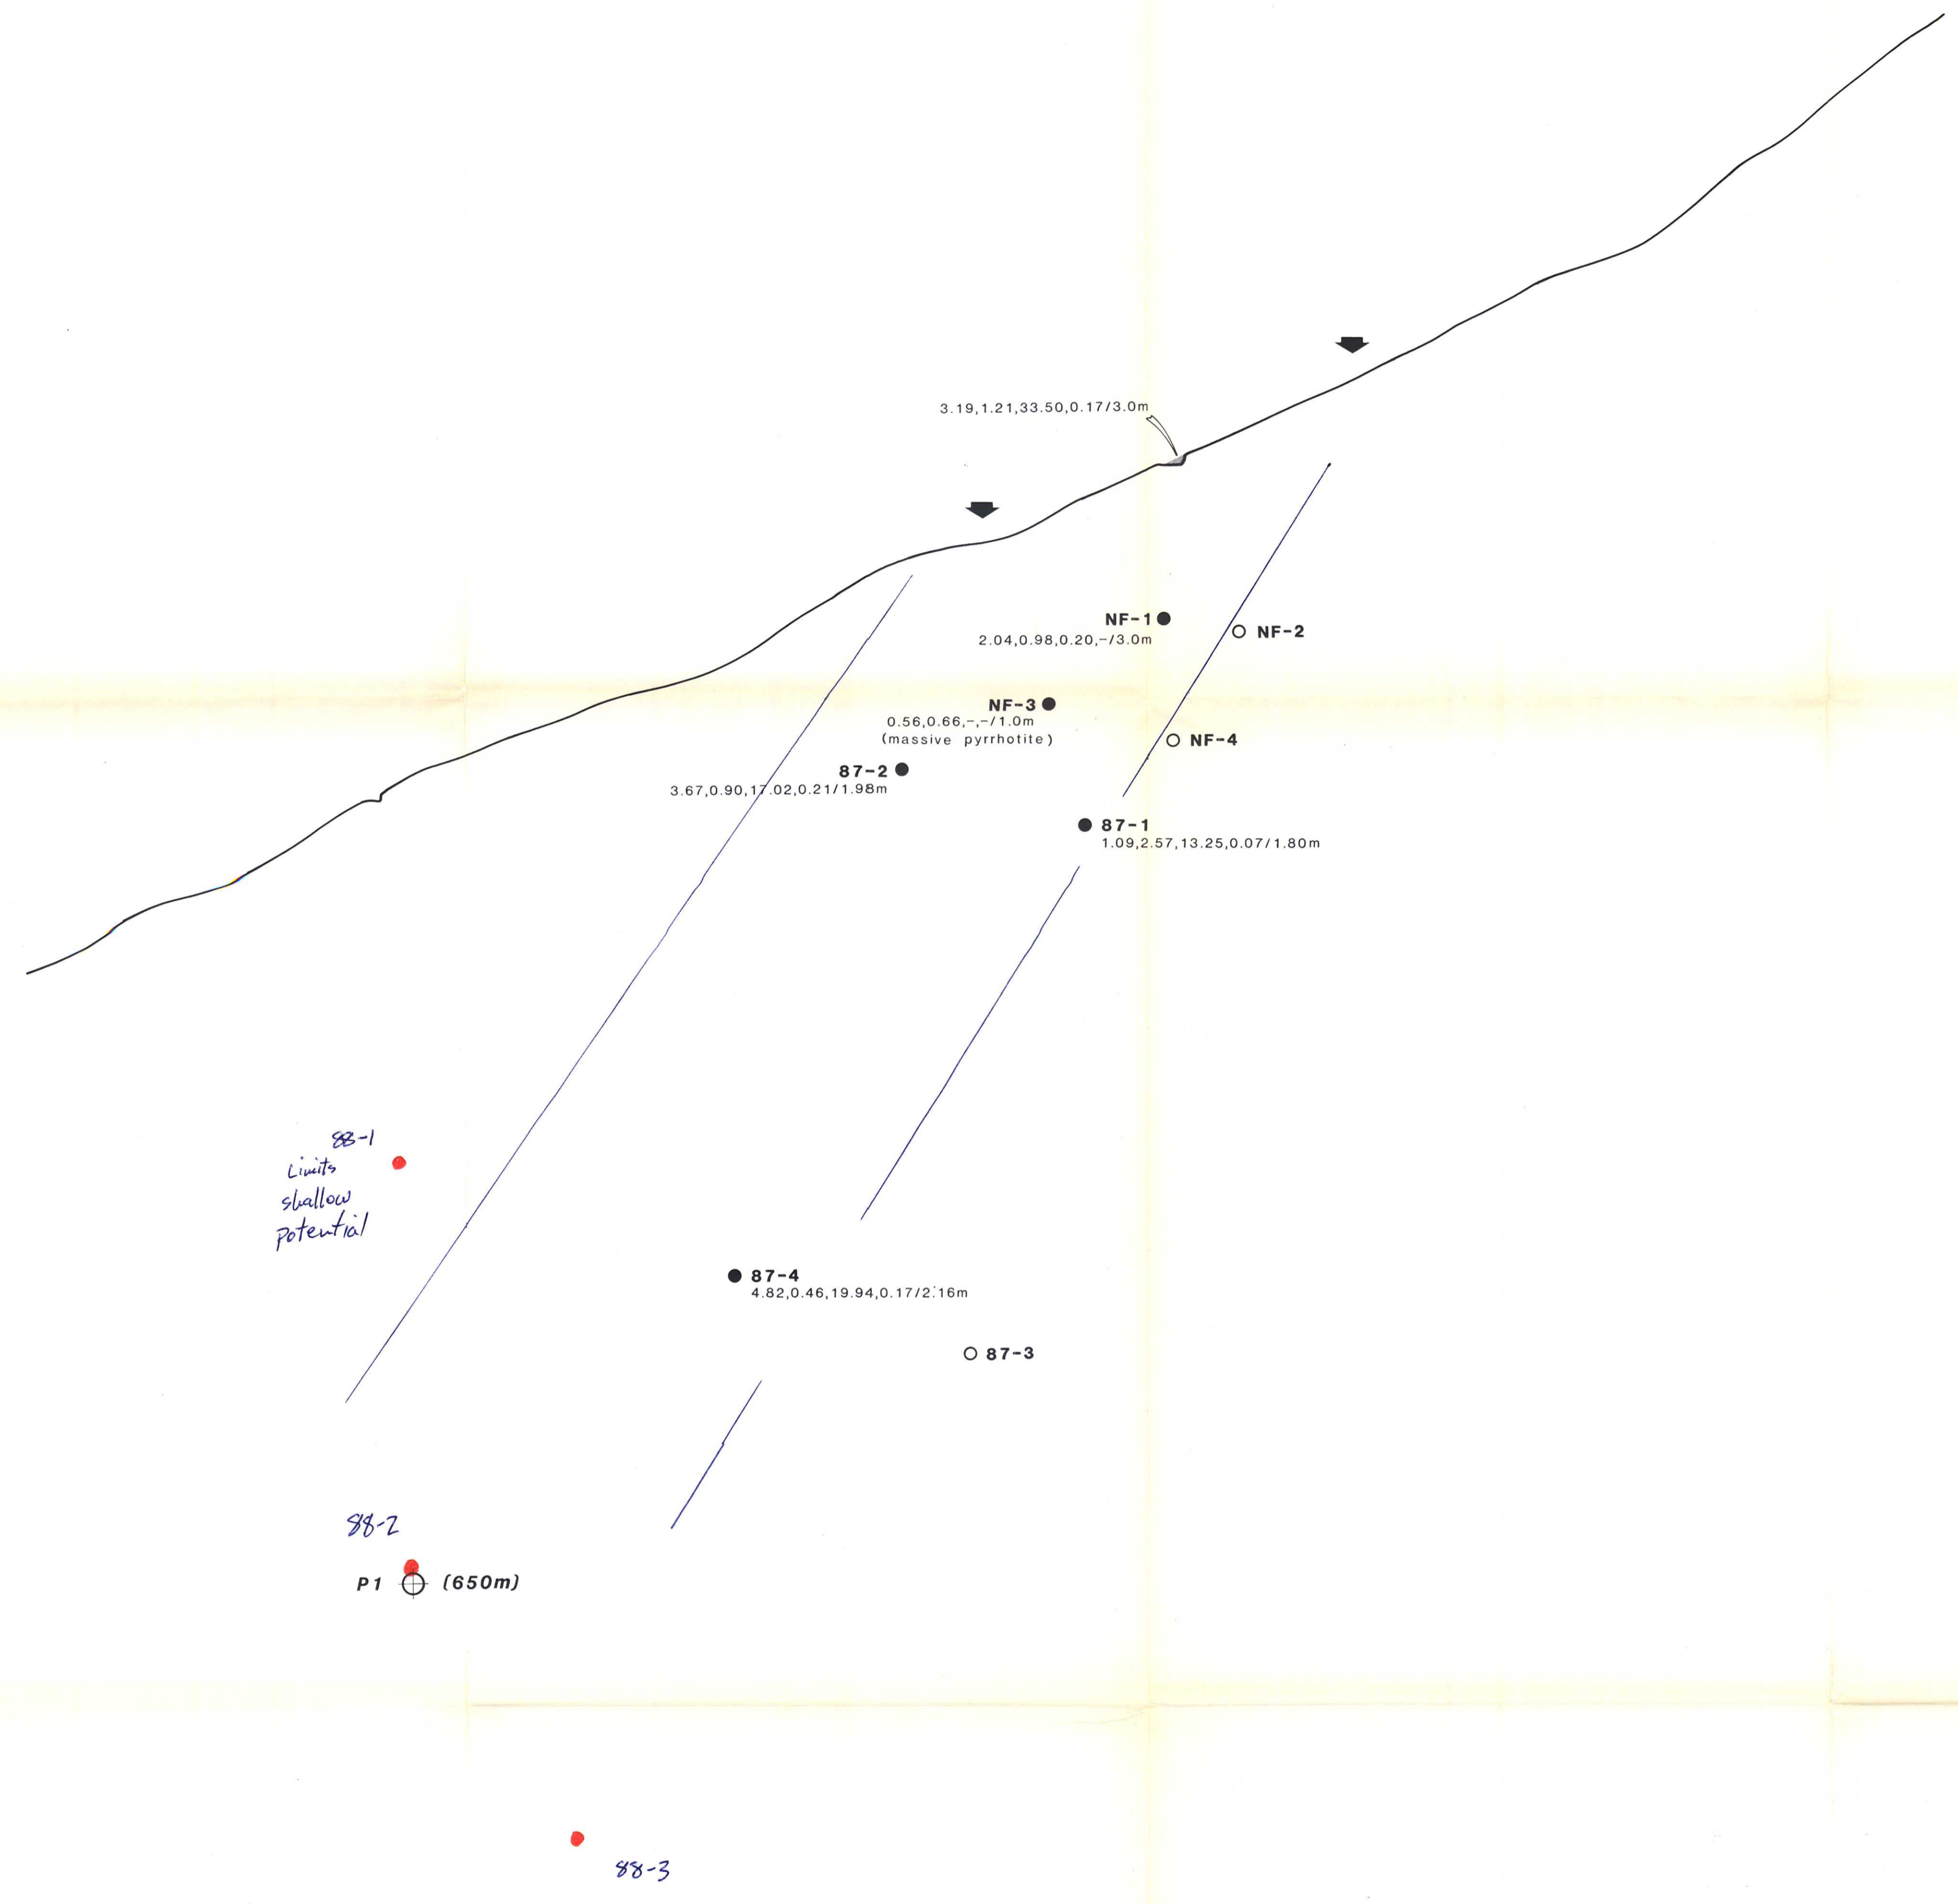 3.19,1.21,33.50,0.17/3.0m
NF-1
2.04,0.98,0.20,-/3.0m
NF-2
NF-3
0.56,0.66,-,-/1.0m
(massive pyrrhotite)
NF-4
87-2
3.67,0.90,17.02,0.21/1.98m
87-1
1.09,2.57,13.25,0.07/1.80m
88-1
Limits
shallow
potential
87-4
4.82,0.46,19.94,0.17/2.16m
87-3
88-2
P1 (650m)
88-3